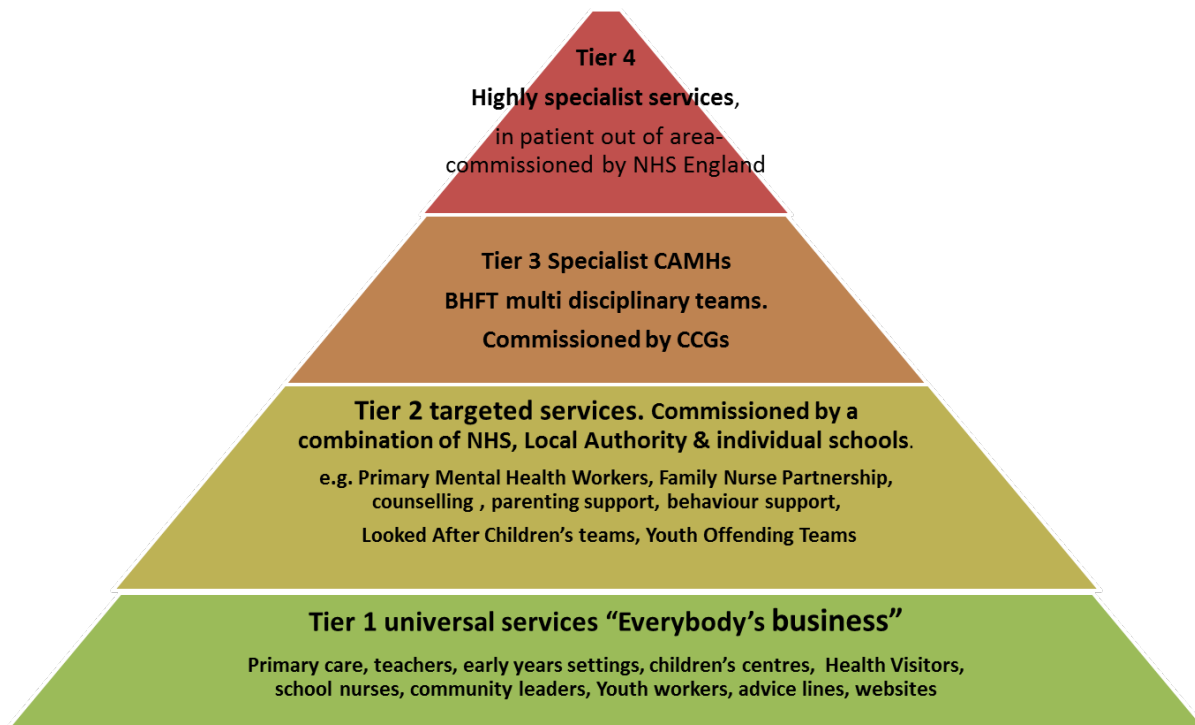 Tier 4
Highly specialist services,
in patient out of area-
commissioned by NHS England
Tier 3 Specialist CAMHs
BHFT multi disciplinary teams.
Commissioned by CCGs
Tier 2 targeted services. Commissioned by a
combination of NHS, Local Authority & individual schools.
e.g. Primary Mental Health Workers, Family Nurse Partnership,
counselling , parenting support, behaviour support,
Looked After Children’s teams, Youth Offending Teams
Tier 1 universal services “Everybody’s business”
Primary care, teachers, early years settings, children’s centres, Health Visitors,
school nurses, community leaders, Youth workers, advice lines, websites